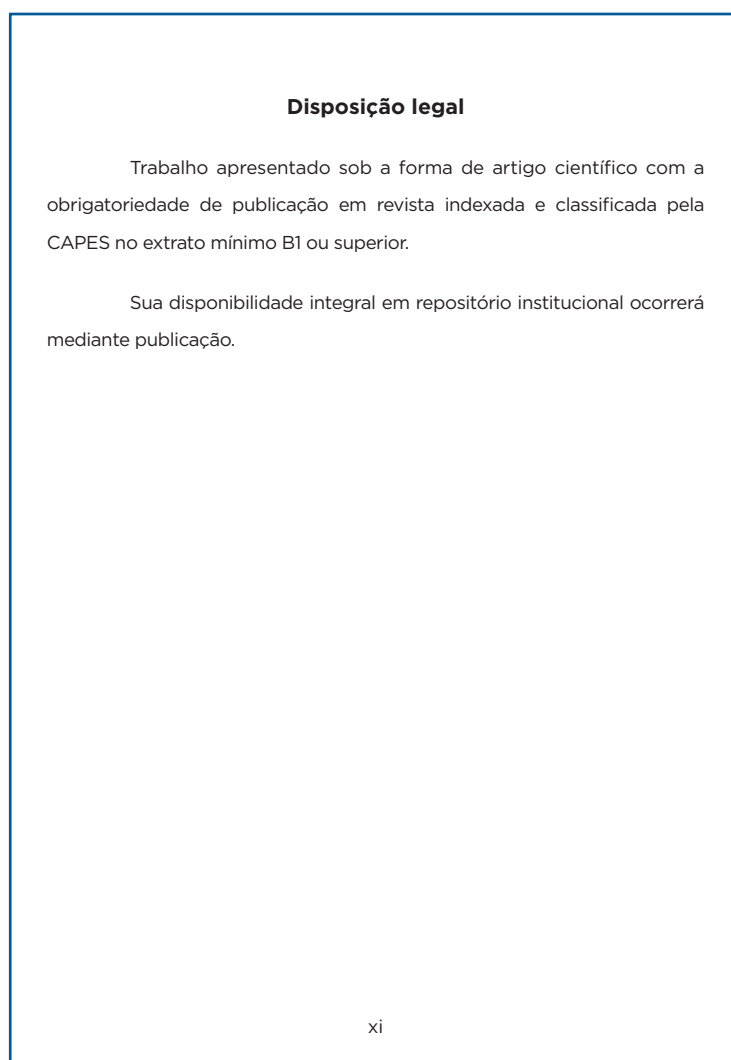 Disposição legal
Trabalho apresentado sob a forma de artigo científico com a
obrigatoriedade de publicação em revista indexada e classificada pela
CAPES no extrato mínimo B1 ou superior.
Sua disponibilidade integral em repositório institucional ocorrerá
mediante publicação.
xi